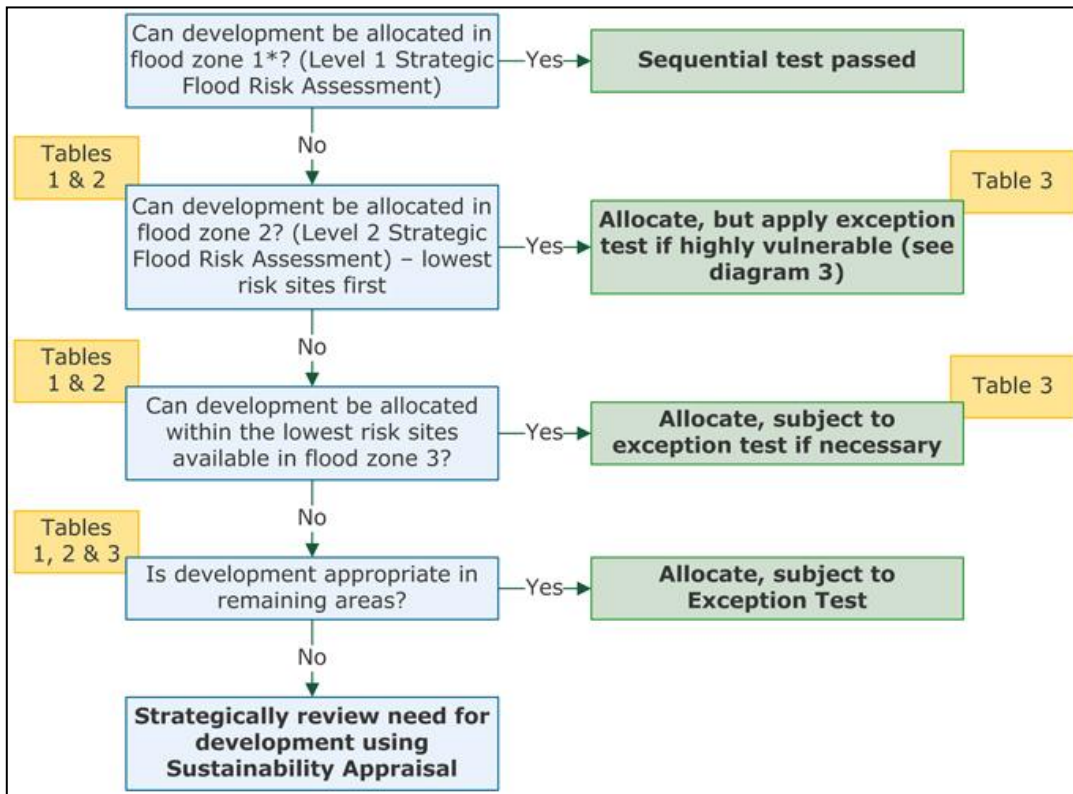 Can development be allocated in
flood zone 1*? (Level 1 Strategic
Flood Risk Assessment)
Yes
Sequential test passed
No
Tables
1 & 2
Table 3
Can development be allocated in
flood zone 2? (Level 2 Strategic
Flood Risk Assessment) – lowest
risk sites first
Yes
Allocate, but apply exception
test if highly vulnerable (see
diagram 3)
No
Tables
1 & 2
Table 3
Can development be allocated
within the lowest risk sites
available in flood zone 3?
Yes
Allocate, subject to
exception test if necessary
No
Tables
1, 2 & 3
Is development appropriate in
remaining areas?
Yes
Allocate, subject to
Exception Test
No
Strategically review need for
development using
Sustainability Appraisal